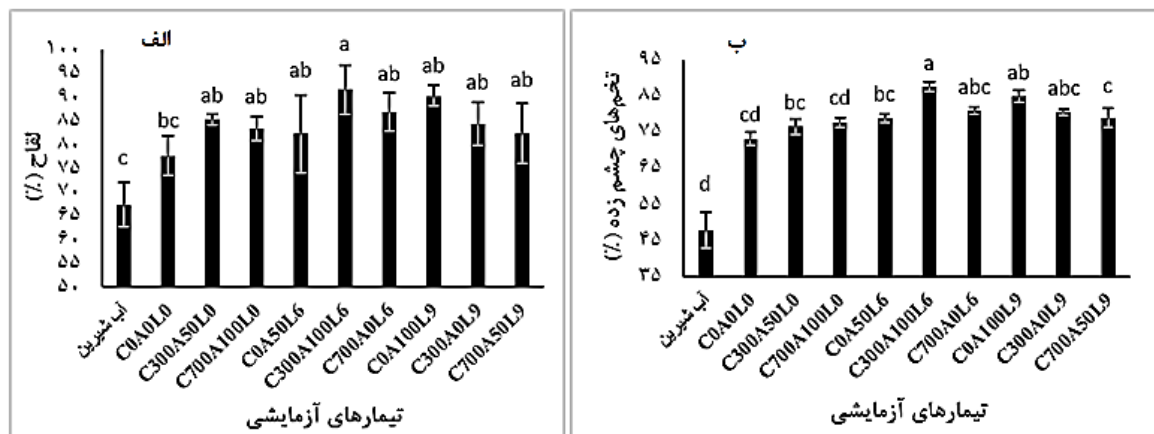 الف
لقاح (٪)
۱۰۰
۹۵
۹۰
۸۵
۸۰
۷۵
۷۰
۶۵
۶۰
۵۵
۵۰
c
bc
ab
ab
ab
a
ab
ab
ab
ab
آب شیرین
C0A0L0
C300A50L0
C700A100L0
C0A50L6
C300A100L6
C700A0L6
C0A100L9
C300A0L9
C700A50L9
تیمارهای آزمایشی
ب
تخم‌های چشم زده (٪)
۹۵
۸۵
۷۵
۶۵
۵۵
۴۵
۳۵
d
cd
bc
cd
bc
a
abc
ab
abc
c
آب شیرین
C0A0L0
C300A50L0
C700A100L0
C0A50L6
C300A100L6
C700A0L6
C0A100L9
C300A0L9
C700A50L9
تیمارهای آزمایشی